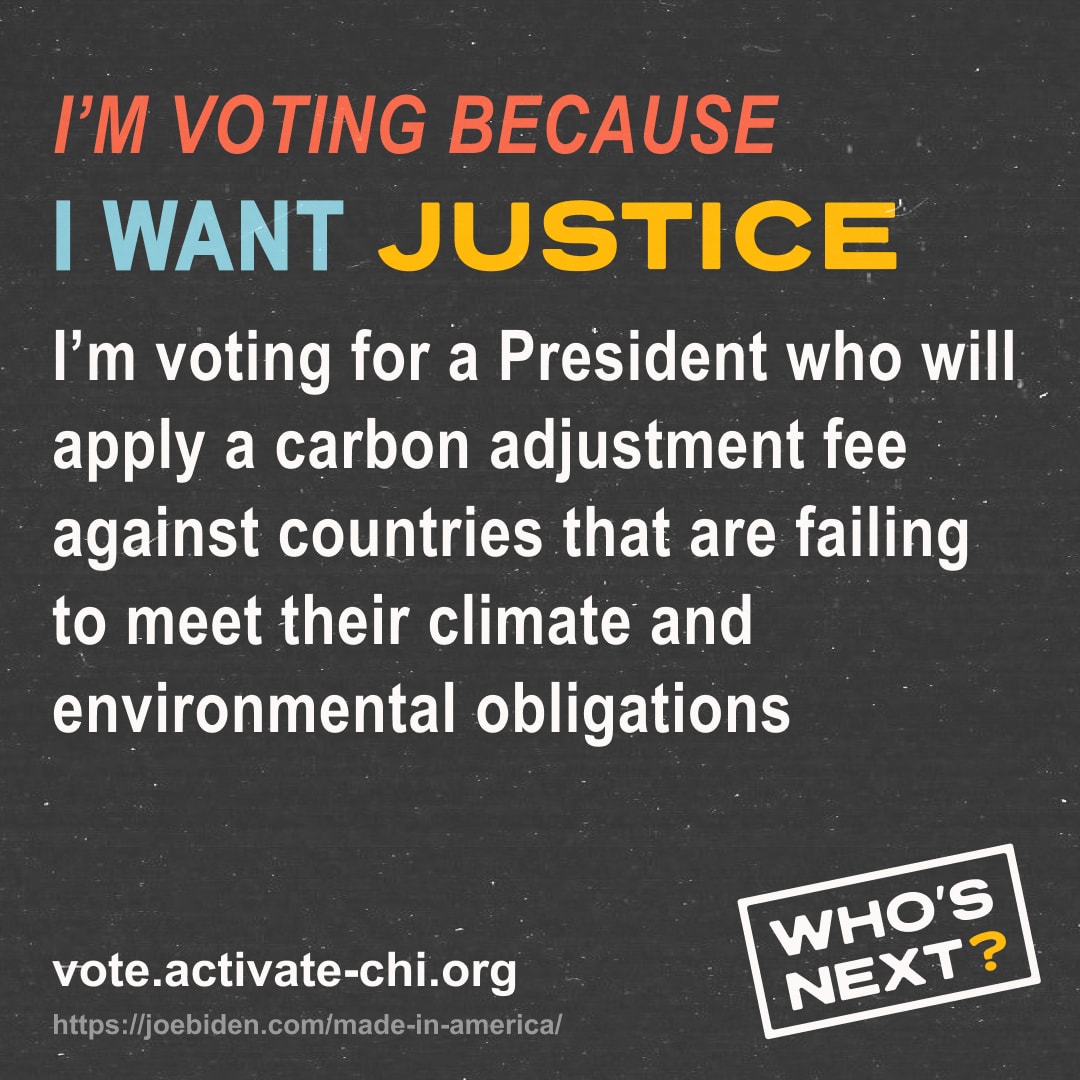 I’M VOTING BECAUSE
I WANT JUSTICE
I’m voting for a President who will
apply a carbon adjustment fee
against countries that are failing
to meet their climate and
environmental obligations
WHO’S
NEXT?
vote.activate-chi.org
https://joebiden.com/made-in-america/